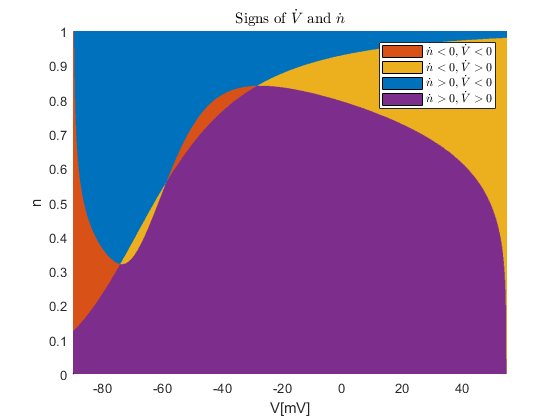 Signs of V̇ and ṅ
ṅ < 0, V̇ < 0
ṅ < 0, V̇ > 0
ṅ > 0, V̇ < 0
ṅ > 0, V̇ > 0
1
0.9
0.8
0.7
0.6
0.5
0.4
0.3
0.2
0.1
0
n
-80 -60 -40 -20 0 20 40
V[mV]